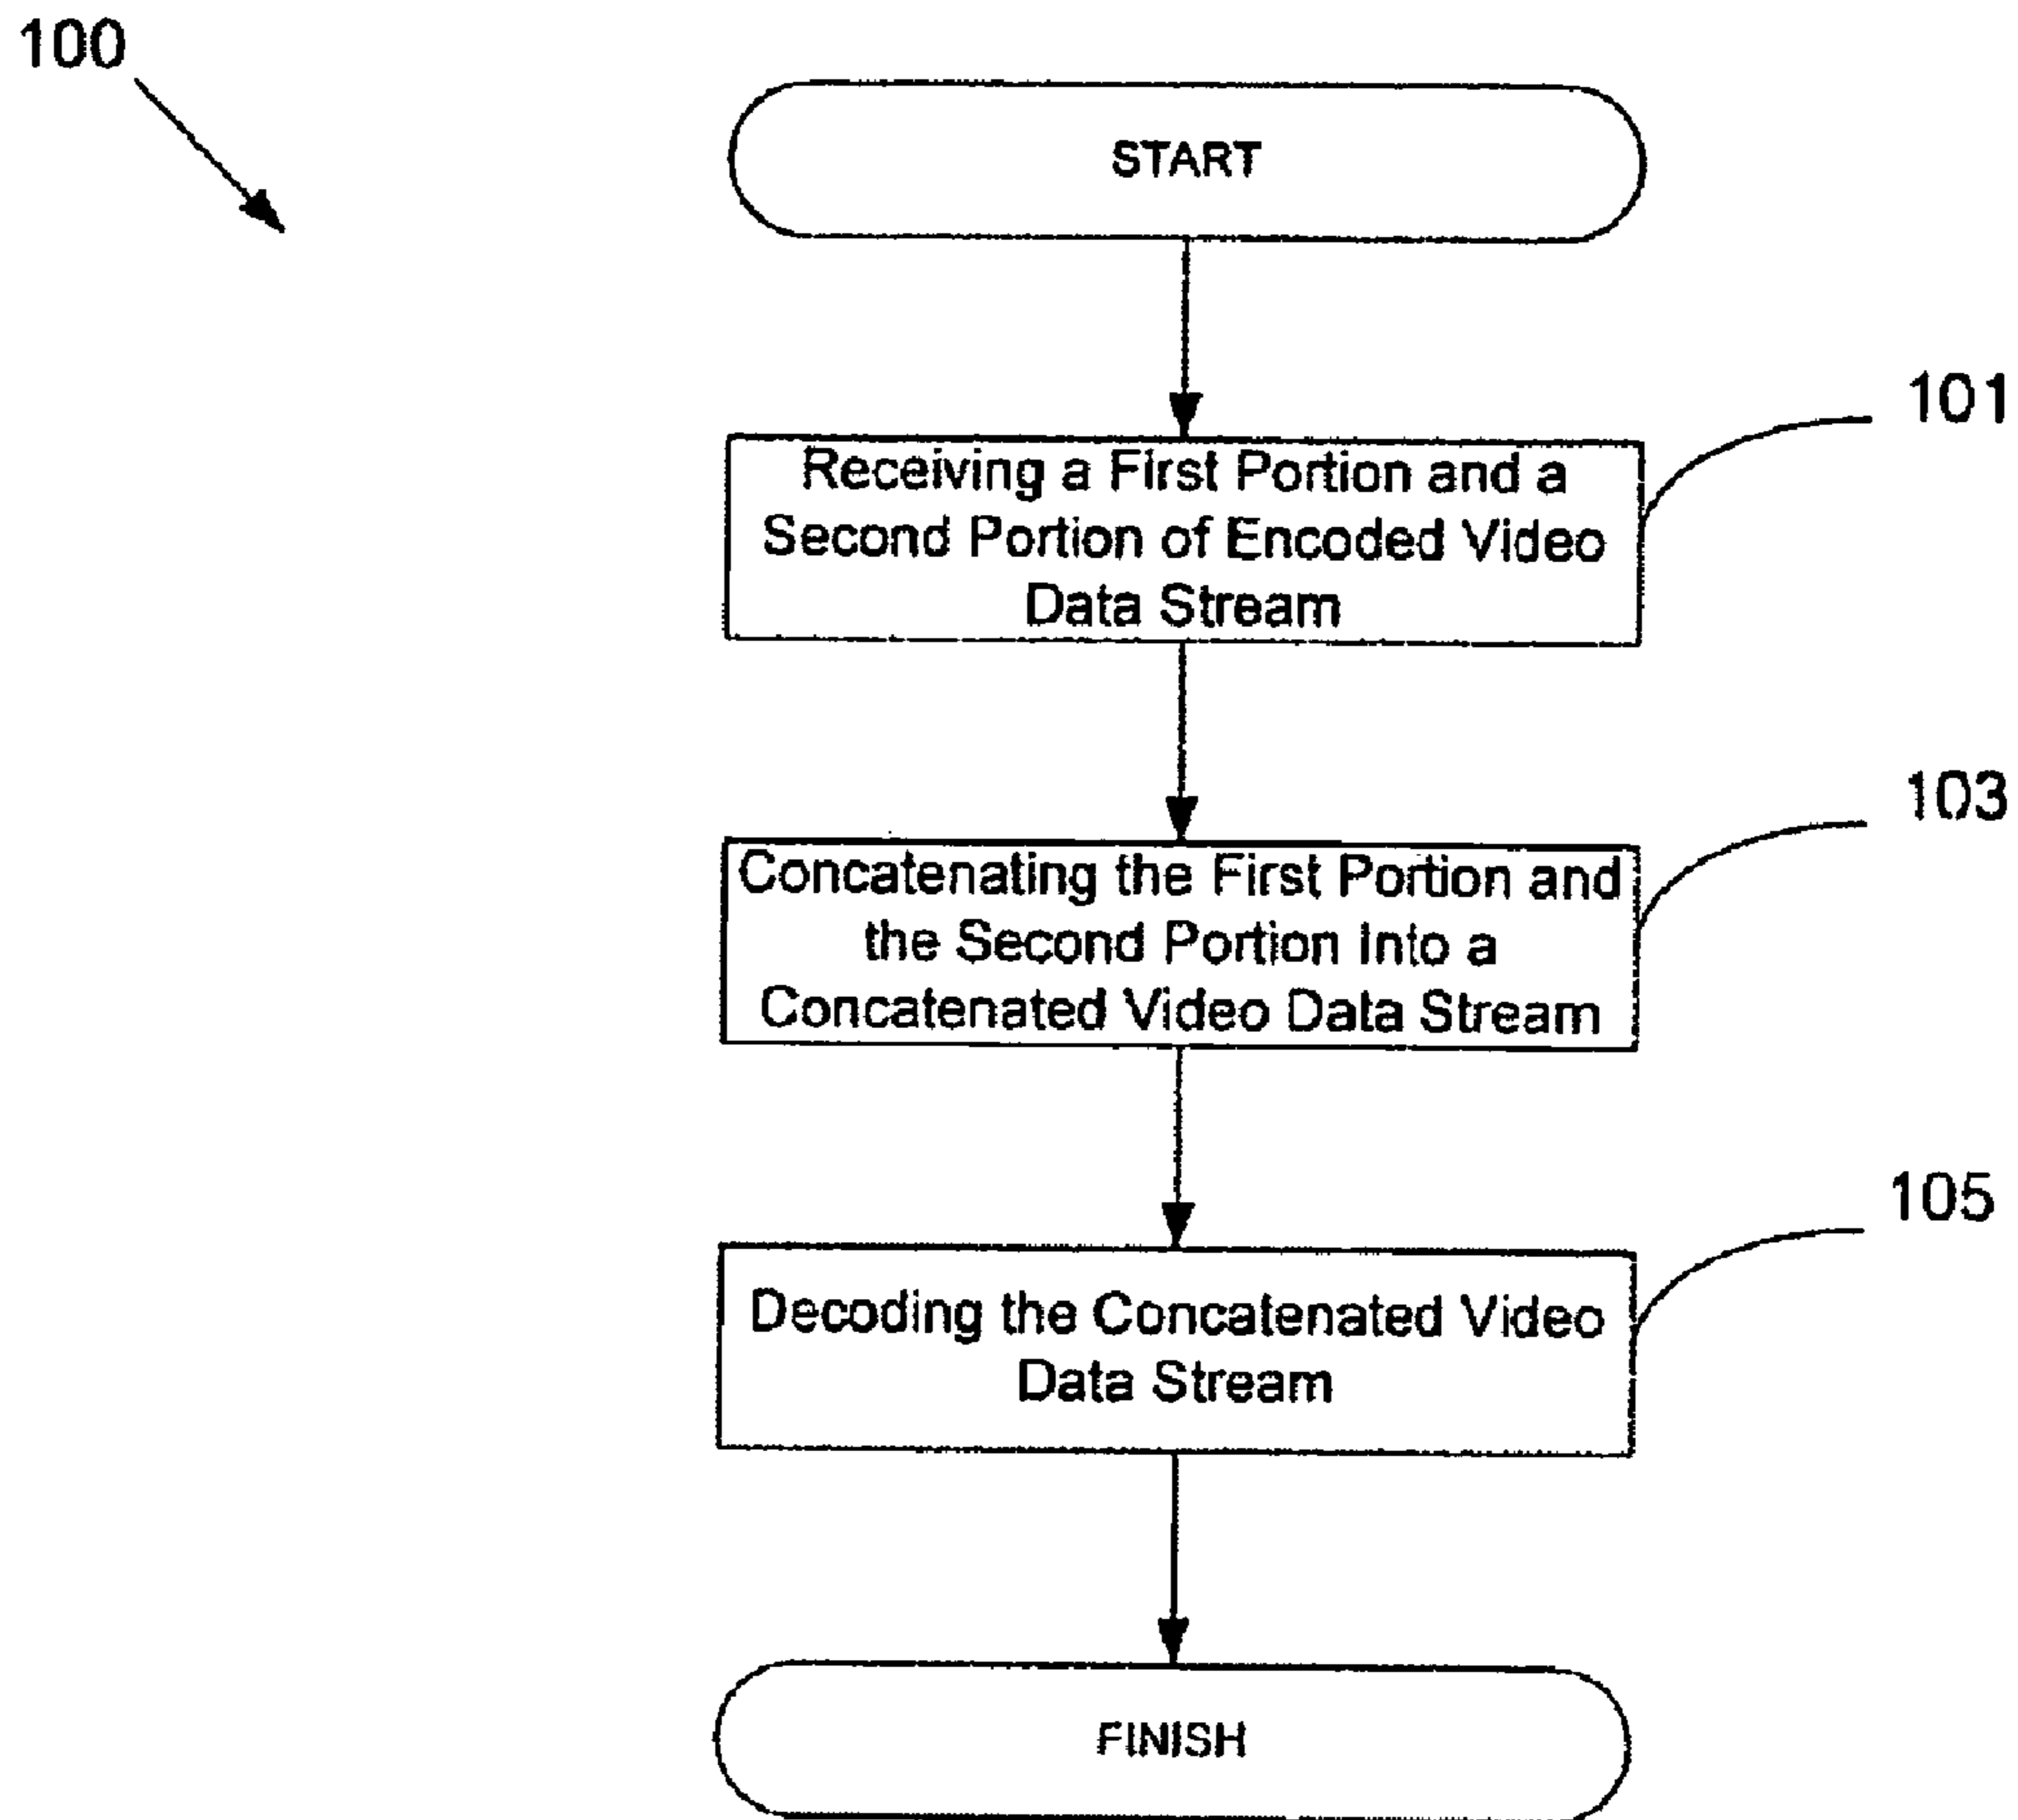 100
START
101
Receiving a First Portion and a
Second Portion of Encoded Video
Data Stream
103
Concatenating the First Portion and
the Second Portion Into a
Concatenated Video Data Stream
105
Decoding the Concatenated Video
Data Stream
FINISH